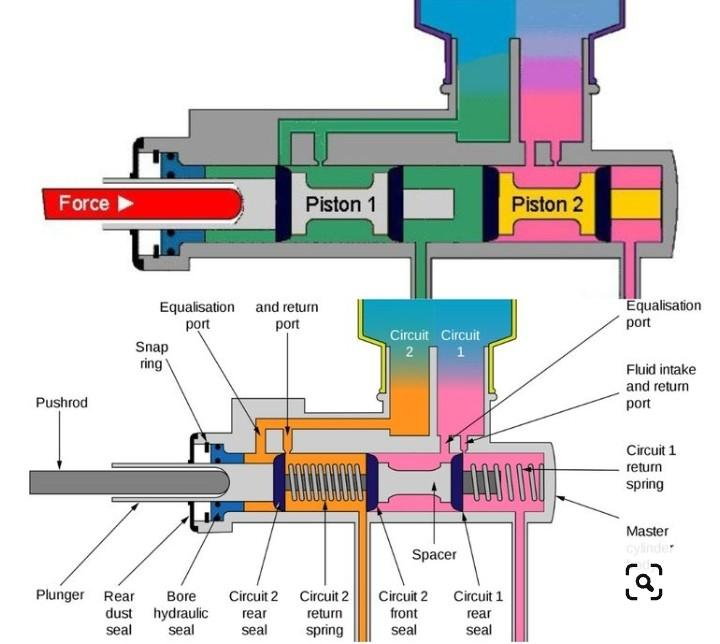 Force
Piston 1
Piston 2
Equalisation
port
and return
port
Equalisation
port
Snap
ring
Circuit
2
Circuit
1
Fluid intake
and return
port
Pushrod
Circuit 1
return
spring
Spacer
Master
cylinder
Plunger
Rear
dust
seal
Bore
hydraulic
seal
Circuit 2
rear
seal
Circuit 2
return
spring
Circuit 2
front
seal
Circuit 1
rear
seal